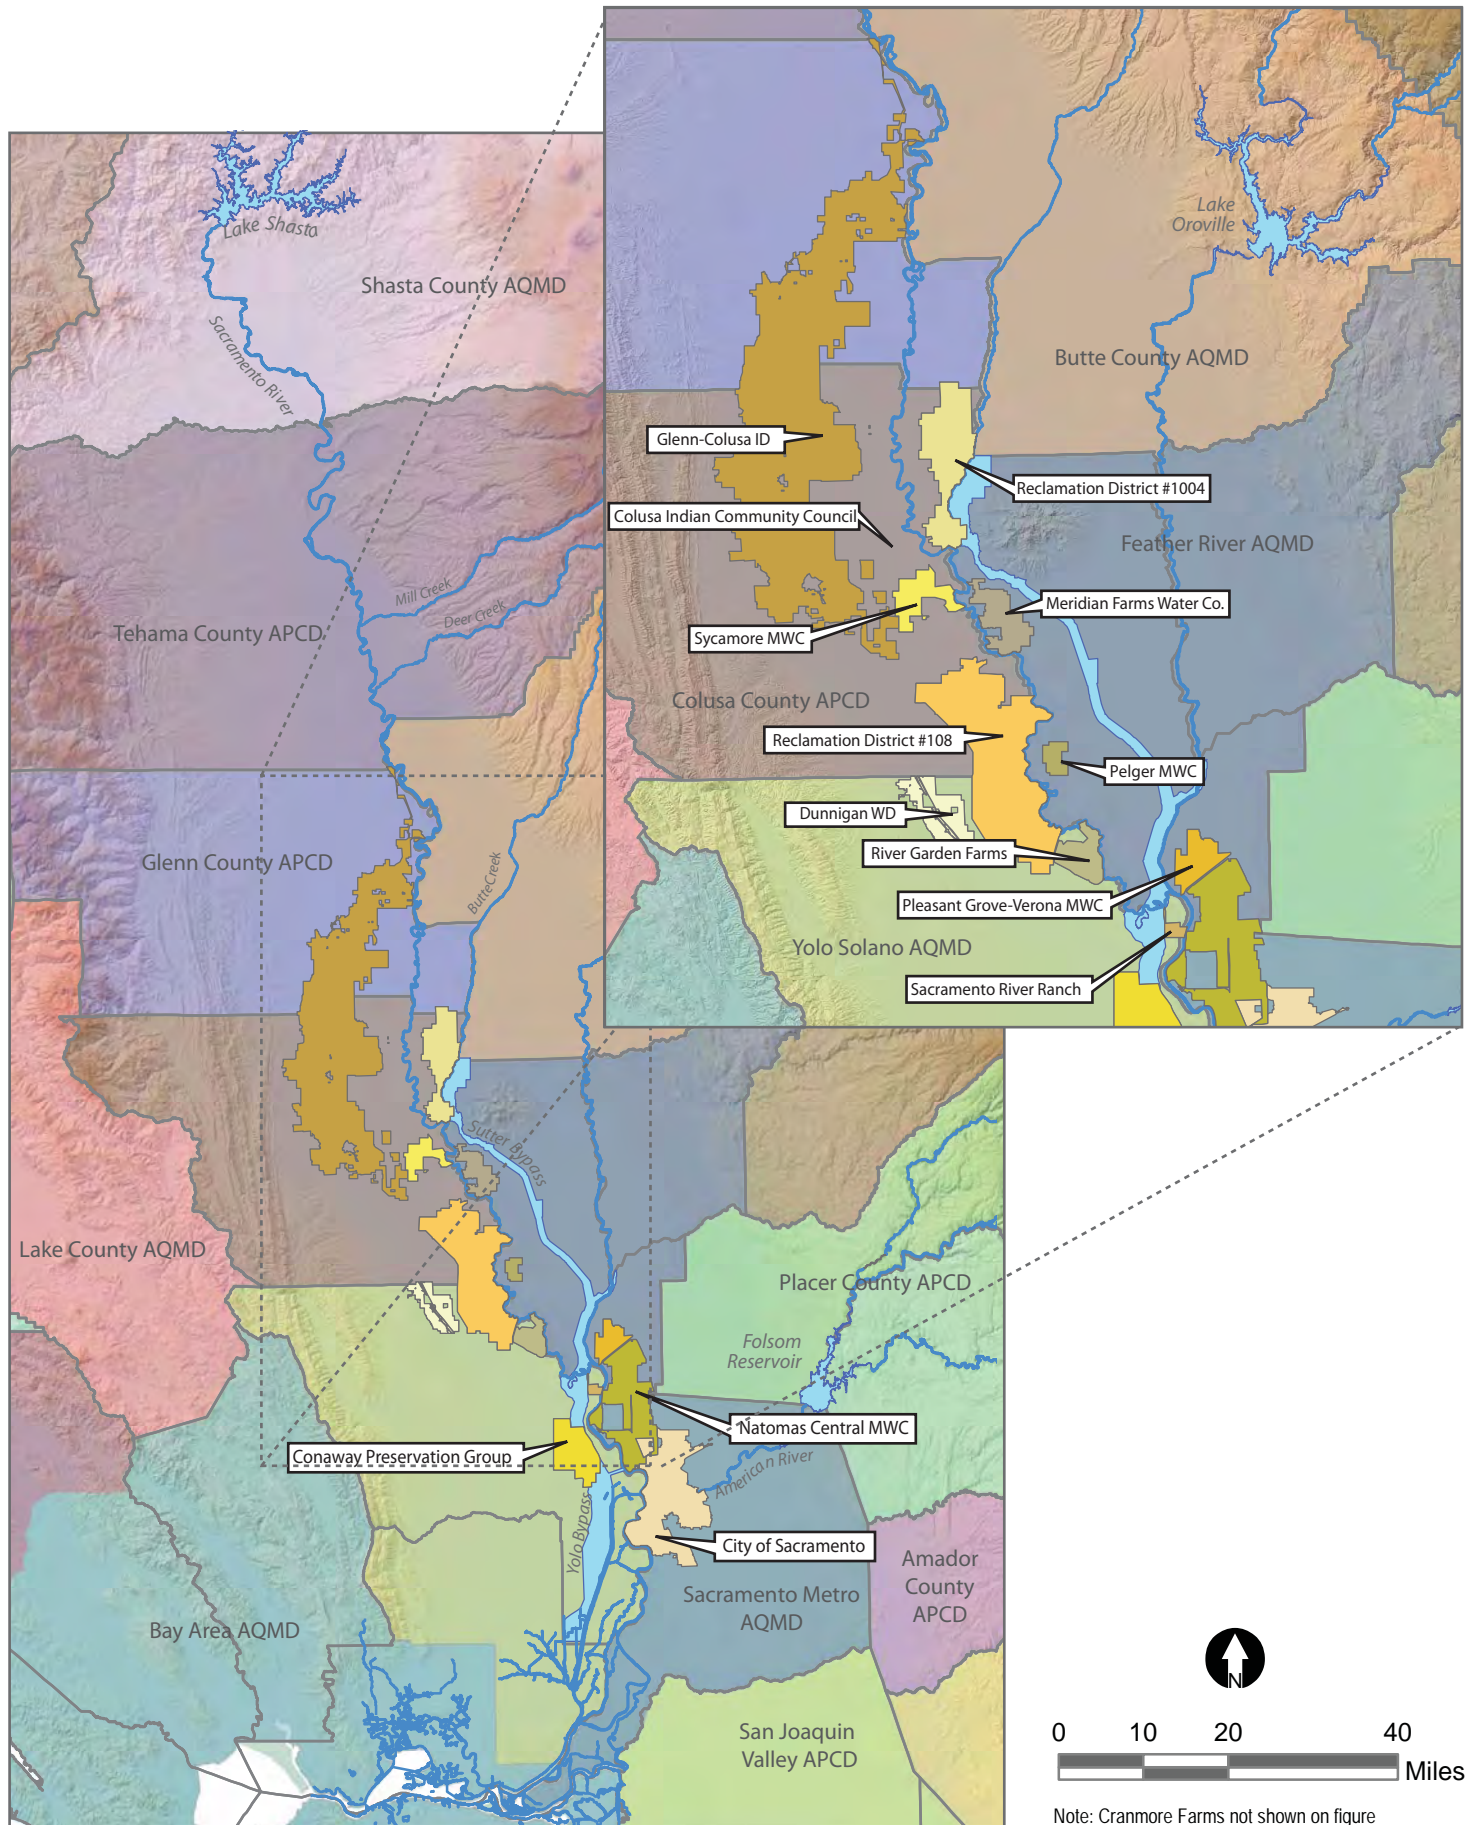 Lake Shasta
Shasta County AQMD
Sacramento River
Mill Creek
Deer Creek
Tehama County APCD
Glenn County APCD
Butte Creek
Sutter Bypass
Lake County AQMD
Placer County APCD
Folsom
Reservoir
Natomas Central MWC
Conaway Preservation Group
American River
Yolo Bypass
City of Sacramento
Sacramento Metro
AQMD
Amador
County
APCD
Bay Area AQMD
San Joaquin
Valley APCD
Lake
Oroville
Butte County AQMD
Glenn-Colusa ID
Reclamation District #1004
Colusa Indian Community Council
Feather River AQMD
Meridian Farms Water Co.
Sycamore MWC
Colusa County APCD
Reclamation District #108
Pelger MWC
Dunnigan WD
River Garden Farms
Pleasant Grove-Verona MWC
Yolo Solano AQMD
Sacramento River Ranch
N
0 10 20 40
Miles
Note: Cranmore Farms not shown on figure